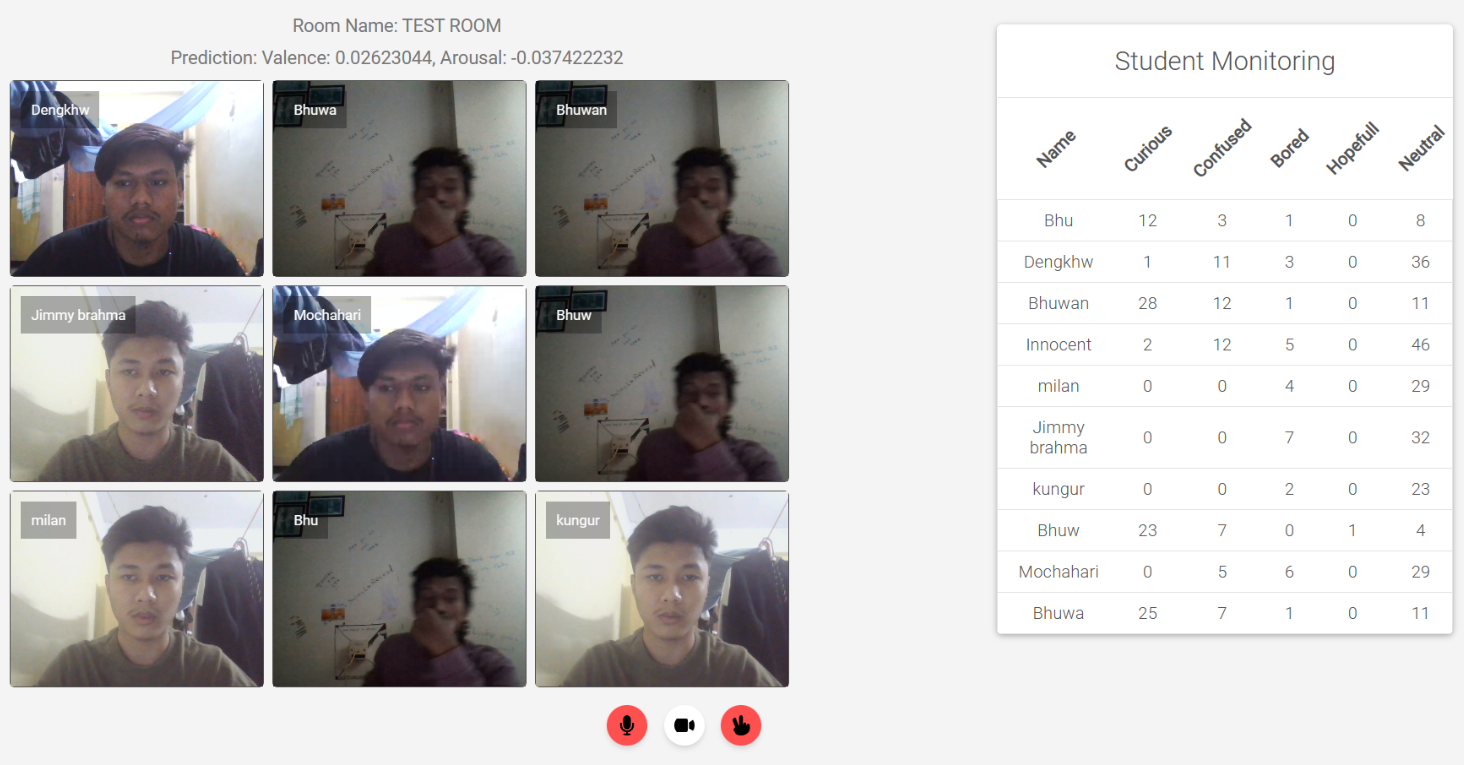 Room Name: TEST ROOM
Prediction: Valence: 0.02623044, Arousal: -0.037422232
Dengkhw
Bhuwa
Bhuwan
Jimmy brahma
Mochahari
Bhuw
milan
Bhu
kungur
Student Monitoring
Name Curious Confused Bored Hopefull Neutral
Bhu 12 3 1 0 8
Dengkhw 1 11 3 0 36
Bhuwan 28 12 1 0 11
Innocent 2 12 5 0 46
milan 0 0 4 0 29
Jimmy
brahma 0 0 7 0 32
kungur 0 0 2 0 23
Bhuw 23 7 0 1 4
Mochahari 0 5 6 0 29
Bhuwa 25 7 1 0 11